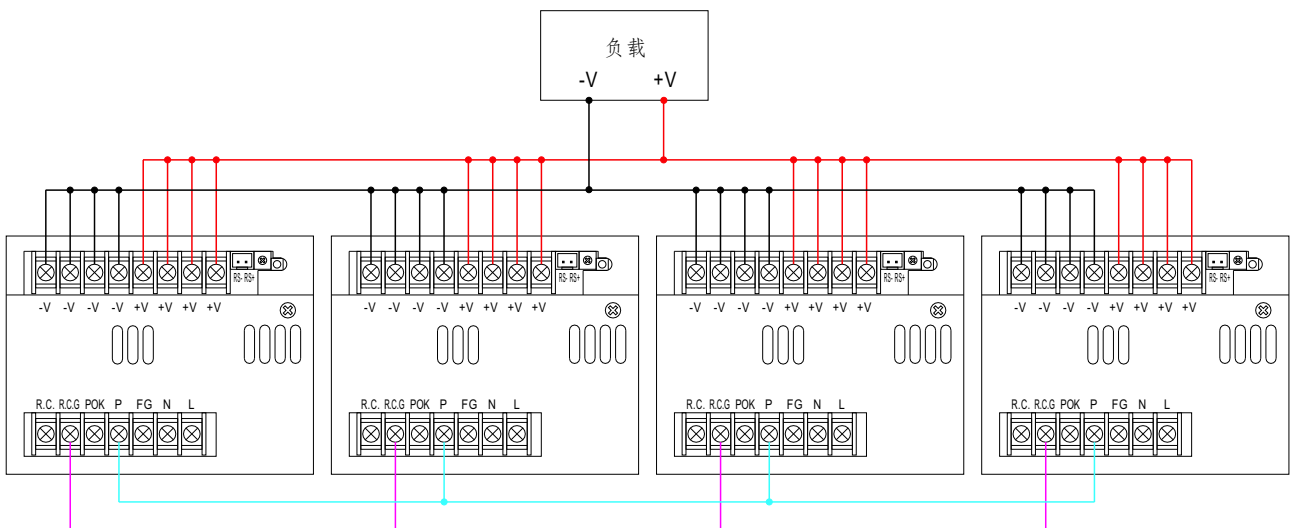 负载
-V +V
RS- RS+ RS- RS+ RS- RS+ RS- RS+
-V -V -V -V +V +V +V +V -V -V -V -V +V +V +V +V -V -V -V -V +V +V +V +V -V -V -V -V +V +V +V +V
R.C. R.C.G POK P FG N L R.C. R.C.G POK P FG N L R.C. R.C.G POK P FG N L R.C. R.C.G POK P FG N L